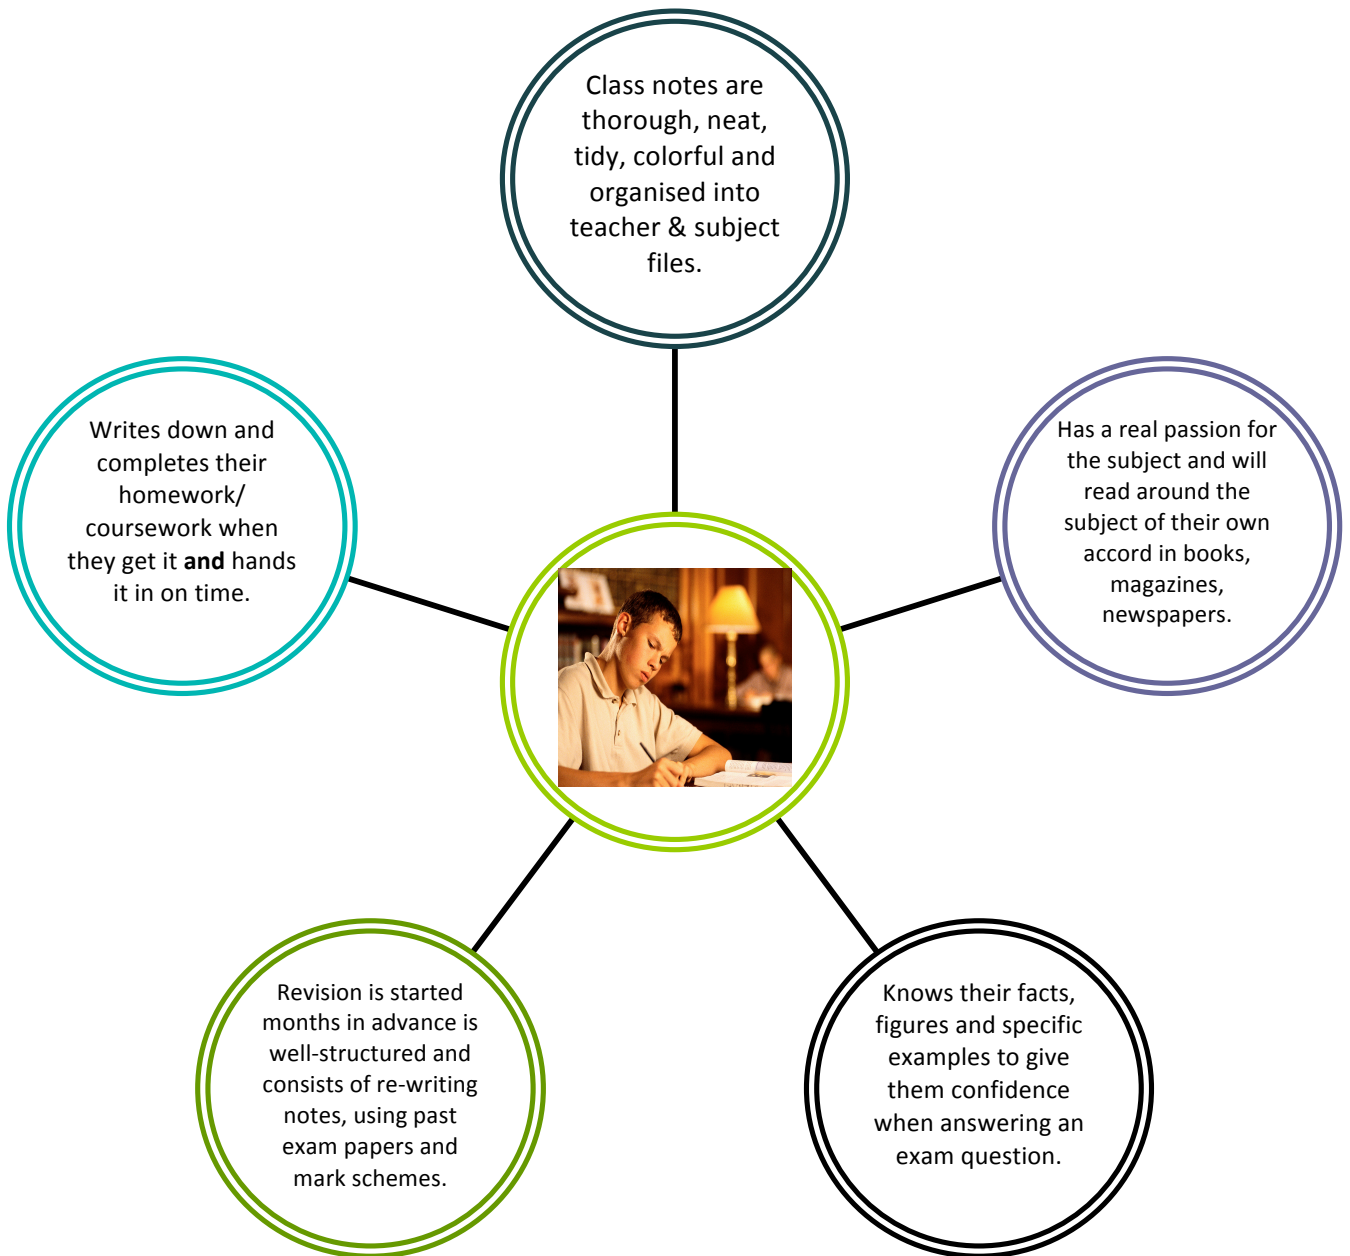 Class notes are
thorough, neat,
tidy, colorful and
organised into
teacher & subject
files.
Has a real passion for
the subject and will
read around the
subject of their own
accord in books,
magazines,
newspapers.
Knows their facts,
figures and specific
examples to give
them confidence
when answering an
exam question.
Revision is started
months in advance is
well-structured and
consists of re-writing
notes, using past
exam papers and
mark schemes.
Writes down and
completes their
homework/
coursework when
they get it and hands
it in on time.